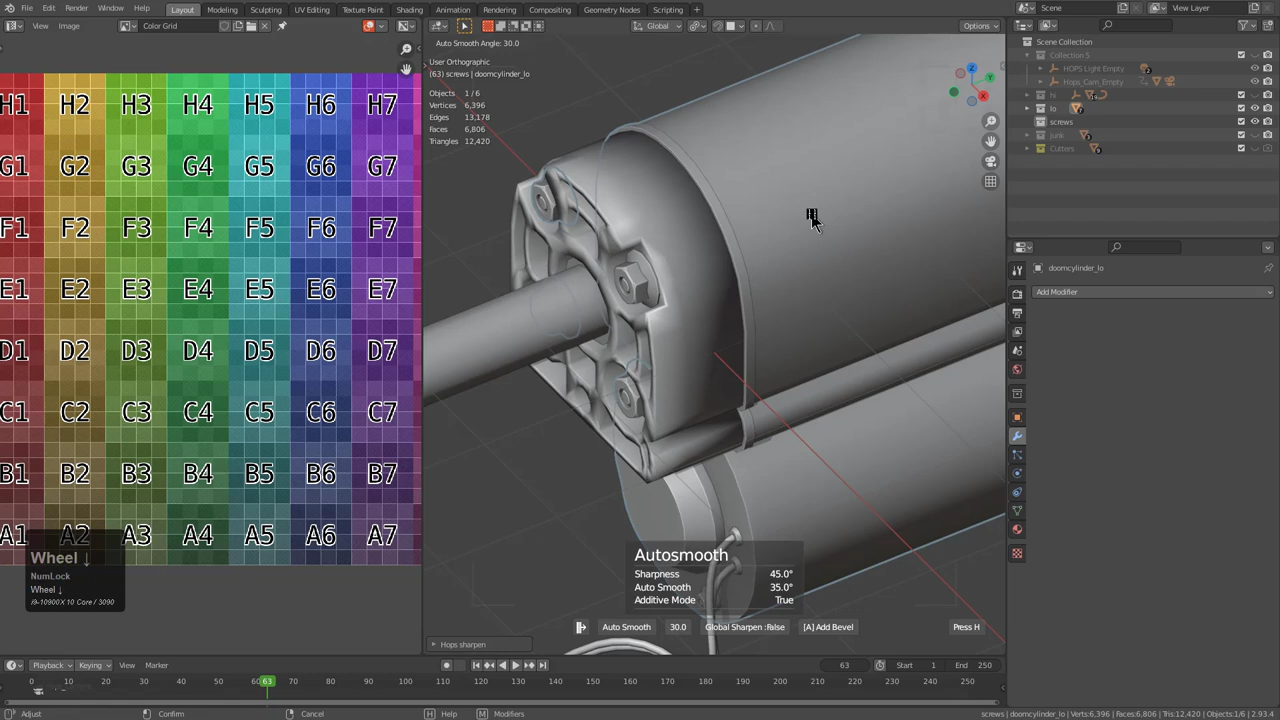 File Edit Render Window Help
Layout Modeling Sculpting UV Editing Texture Paint Shading Animation Rendering Compositing Geometry Nodes Scripting
Scene
View Layer
View Image Color Grid
Global
Options
Auto Smooth Angle: 30.0
User Orthographic
(63) screws | doomcylinder_lo
Objects 1 / 6
Vertices 6,396
Edges 13,178
Faces 6,806
Triangles 12,420
H1 H2 H3 H4 H5 H6 H7
G1 G2 G3 G4 G5 G6 G7
F1 F2 F3 F4 F5 F6 F7
E1 E2 E3 E4 E5 E6 E7
D1 D2 D3 D4 D5 D6 D7
C1 C2 C3 C4 C5 C6 C7
B1 B2 B3 B4 B5 B6 B7
A1 A2 A3 A4 A5 A6 A7
Wheel ↓
NumLock
Wheel ↓
i9-10900X 10 Core / 3090
Autosmooth
Sharpness 45.0°
Auto Smooth 35.0°
Additive Mode True
Auto Smooth 30.0 Global Sharpen :False [A] Add Bevel Press H
Hops sharpen
Scene Collection
Collection 5
HOPS Light Empty
Hops_Cam_Empty
lo
screws
junk
Cutters
doomcylinder_lo
Add Modifier
Playback Keying View Marker
63 Start 1 End 250
0 10 20 30 40 50 60 63 70 80 90 100 110 120 130 140 150 160 170 180 190 200 210 220 230 240 250
Adjust Confirm Cancel H Help M Modifiers
screws | doomcylinder_lo | Verts:6,396 | Faces:6,806 | Tris:12,420 | Objects:1/6 | 2.93.4